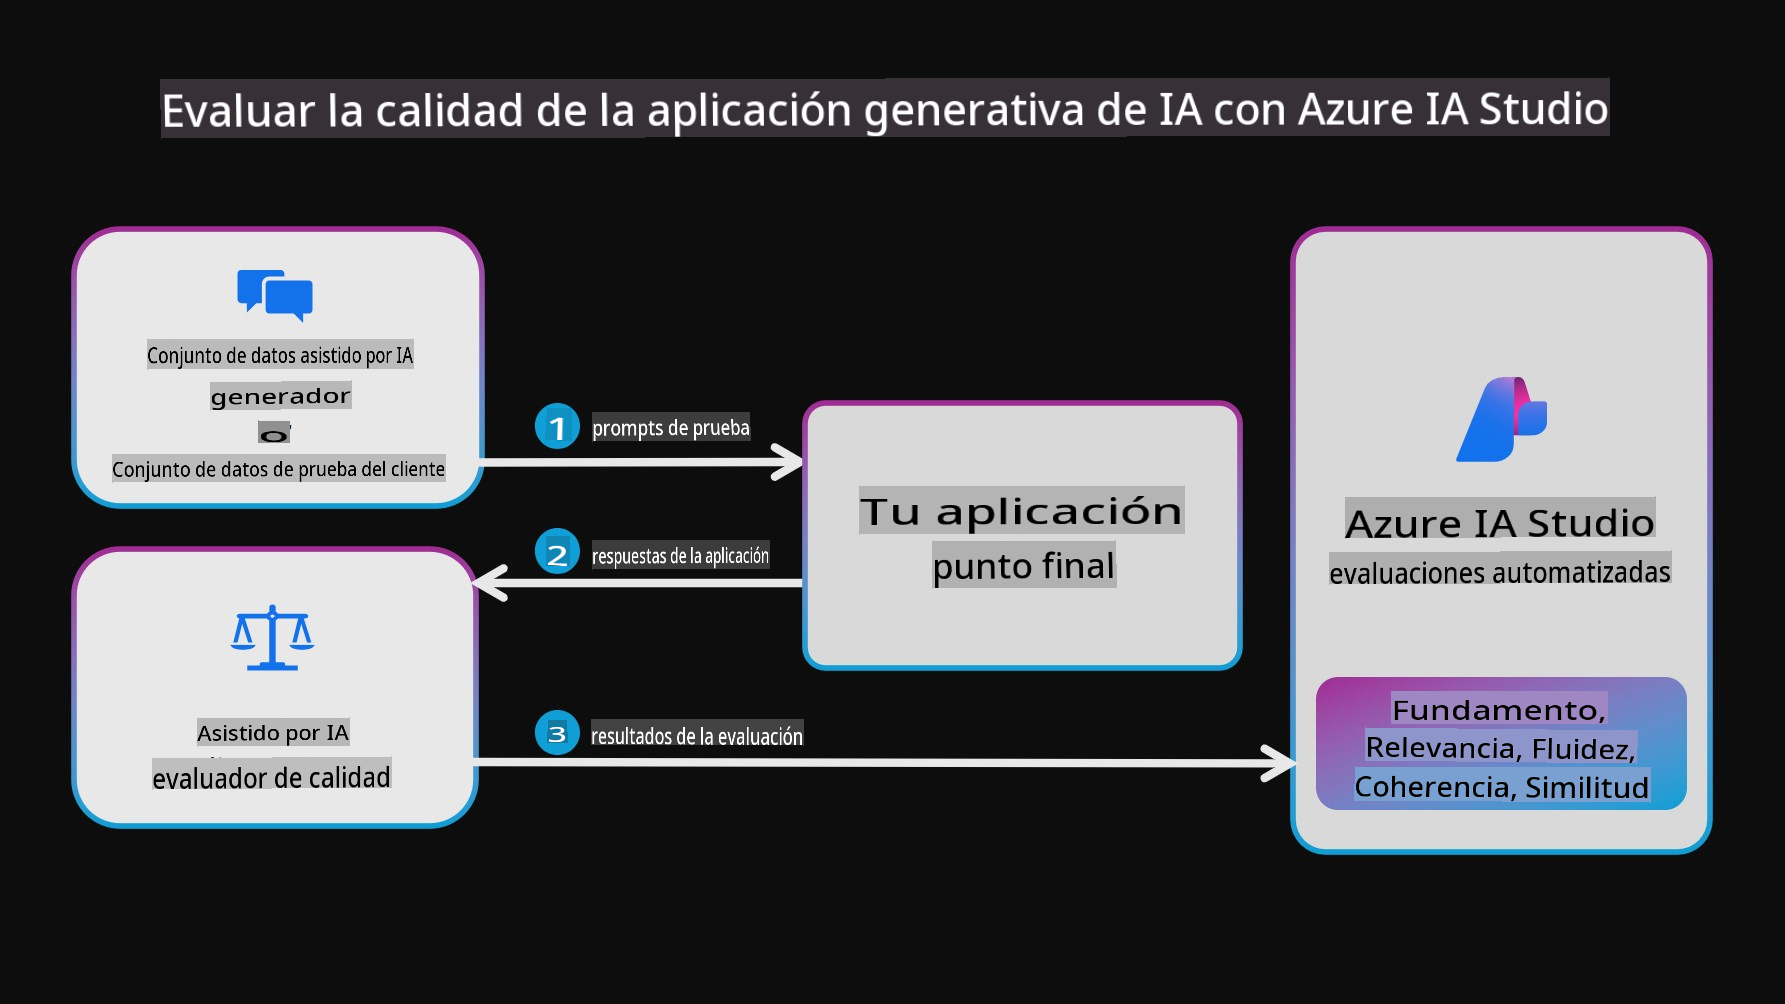 Evaluar la calidad de la aplicación generativa de IA con Azure IA Studio
Conjunto de datos asistido por IA
generador
o
Conjunto de datos de prueba del cliente
1 prompts de prueba
2 respuestas de la aplicación
Tu aplicación
punto final
Asistido por IA
evaluador de calidad
3 resultados de la evaluación
Azure IA Studio
evaluaciones automatizadas
Fundamento,
Relevancia, Fluidez,
Coherencia, Similitud